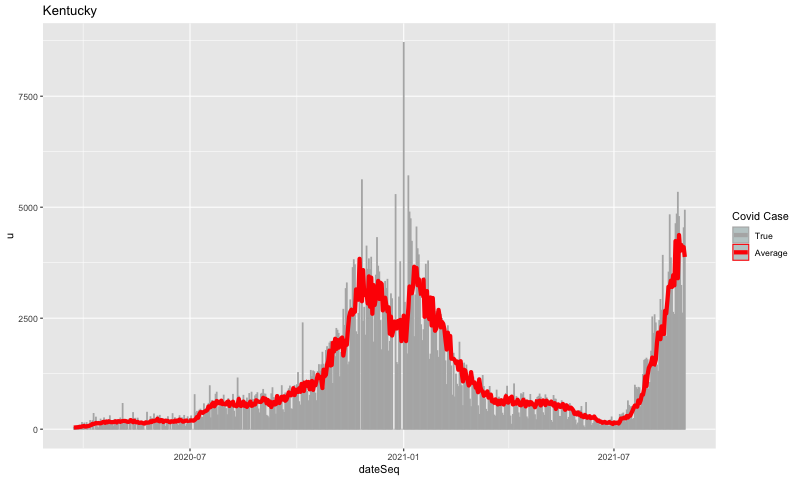 Kentucky
7500
5000
2500
0
u
2020-07
2021-01
2021-07
dateSeq
Covid Case
True
Average